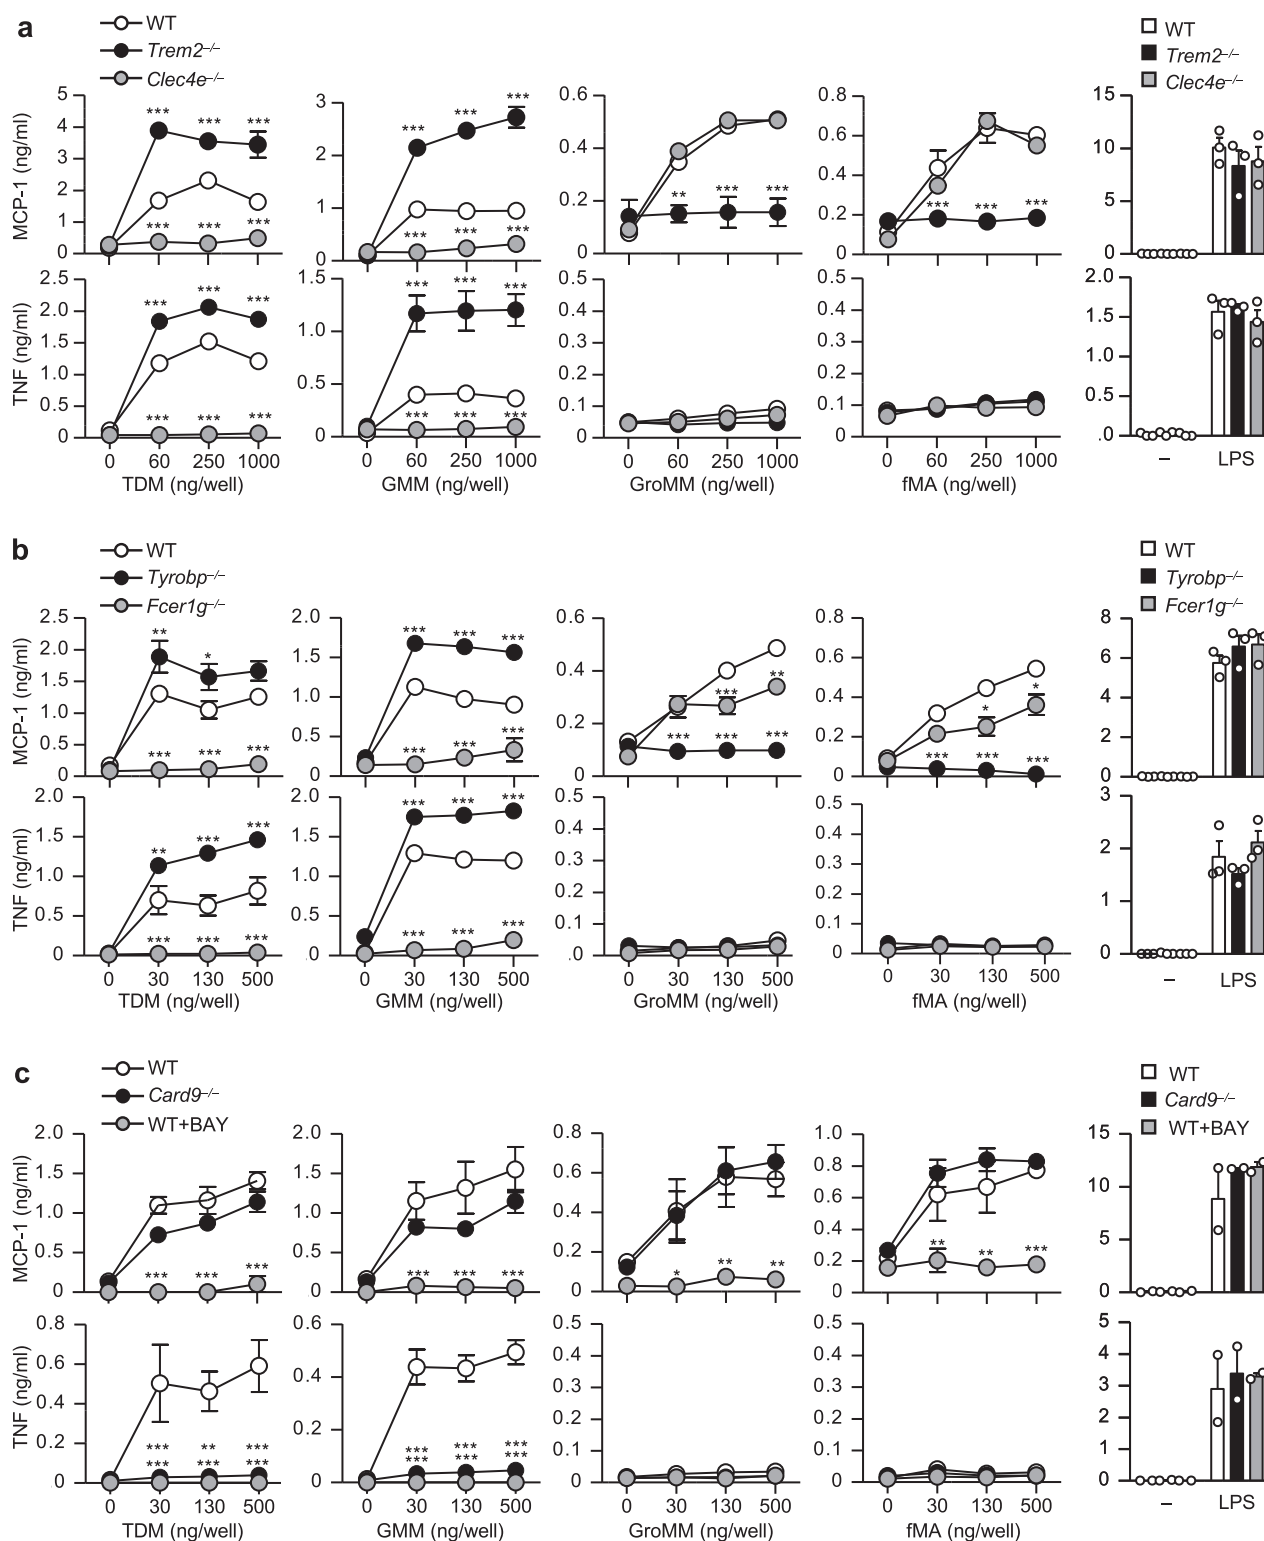 a
WT
Trem2–/–
Clec4e–/–
WT
Trem2–/–
Clec4e–/–
MCP-1 (ng/ml)
5
4
3
2
1
0
*** *** ***
*** *** ***
3
2
1
0
*** *** ***
*** *** ***
0.6
0.4
0.2
0
** *** ***
0.8
0.6
0.4
0.2
0
*** *** ***
15
10
5
0
TNF (ng/ml)
2.5
2.0
1.5
1.0
0.5
0
*** *** ***
*** *** ***
1.5
1.0
0.5
0
*** *** ***
*** *** ***
0.5
0.4
0.3
0.2
0.1
0
0.5
0.4
0.3
0.2
0.1
0
2.0
1.5
1.0
0.5
.0
0 60 250 1000
TDM (ng/well)
0 60 250 1000
GMM (ng/well)
0 60 250 1000
GroMM (ng/well)
0 60 250 1000
fMA (ng/well)
– LPS
b
WT
Tyrobp–/–
Fcer1g–/–
WT
Tyrobp–/–
Fcer1g–/–
MCP-1 (ng/ml)
2.5
2.0
1.5
1.0
0.5
0
** *
*** *** ***
2.0
1.5
1.0
0.5
0
*** *** ***
***
0.6
0.4
0.2
0
*** **
*** *** ***
0.8
0.6
0.4
0.2
0
* *
*** *** ***
8
6
4
2
0
TNF (ng/ml)
2.0
1.5
1.0
0.5
0
** *** ***
*** *** ***
2.0
1.5
1.0
0.5
.0
*** *** ***
*** *** ***
0.5
0.4
0.3
0.2
0.1
.0
0.5
0.4
0.3
0.2
0.1
0
3
2
1
0
0 30 130 500
TDM (ng/well)
0 30 130 500
GMM (ng/well)
0 30 130 500
GroMM (ng/well)
0 30 130 500
fMA (ng/well)
– LPS
c
WT
Card9–/–
WT+BAY
WT
Card9–/–
WT+BAY
MCP-1 (ng/ml)
2.0
1.5
1.0
0.5
0
*** *** ***
2.0
1.5
1.0
0.5
0
*** *** ***
0.8
0.6
0.4
0.2
0
* ** **
1.0
0.8
0.6
0.4
0.2
0
** ** ***
15
10
5
0
TNF (ng/ml)
0.8
0.6
0.4
0.2
0
*** ** ***
*** *** ***
0.6
0.4
0.2
0
*** *** ***
*** *** ***
0.5
0.4
0.3
0.2
0.1
0
0.5
0.4
0.3
0.2
0.1
0
5
4
3
2
1
0
0 30 130 500
TDM (ng/well)
0 30 130 500
GMM (ng/well)
0 30 130 500
GroMM (ng/well)
0 30 130 500
fMA (ng/well)
– LPS